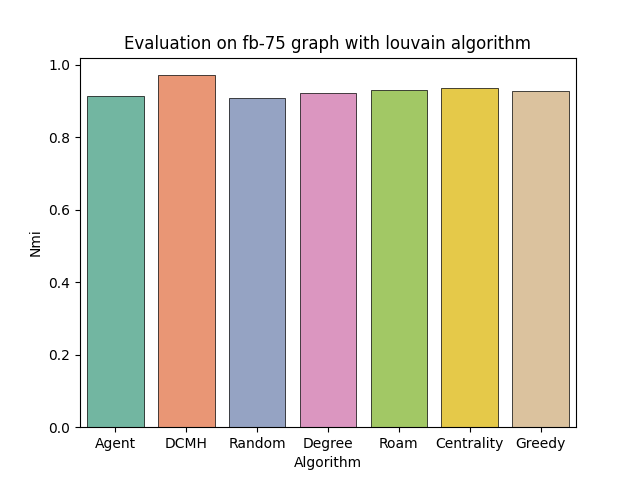 Evaluation on fb-75 graph with louvain algorithm
1.0
0.8
0.6
0.4
0.2
0.0
Nmi
Agent DCMH Random Degree Roam Centrality Greedy
Algorithm